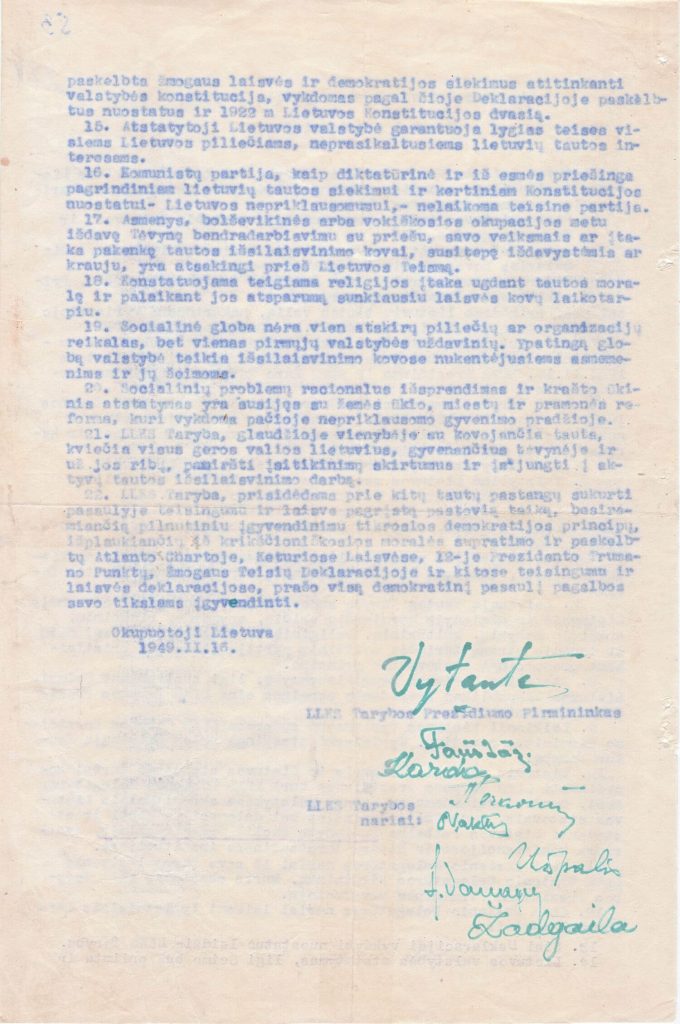 paskelbta žmogaus laisvės ir demokratijos siekimus atitinkanti
valstybės konstitucija, vykdomas pagal šioje Deklaracijoje paskelb-
tus nuostatus ir 1922 m Lietuvos Konstitucijos dvasią.
15. Atstatytoji Lietuvos valstybė garantuoja lygias teises vi-
siems Lietuvos piliečiams, neprasikaltusiems lietuvių tautos in-
teresams.
16. Komunistų partija, kaip diktatūrinė ir iš esmės priešinga
pagrindiniam lietuvių tautos siekimui ir kertiniam Konstitucijos
nuostatui- Lietuvos nepriklausomumui,- nelaikoma teisine partija.
17. Asmenys, bolševikinės arba vokiškosios okupacijos metu
išdavę Tėvynę bendradarbiavimu su priešu, savo veiksmais ar įta-
ka pakenkę tautos išsilaisvinimo kovai, susitepę išdavystėmis ar
krauju, yra atsakingi prieš Lietuvos Teismą.
18. Konstatuojama teigiama religijos įtaka ugdant tautos mora-
lę ir palaikant jos atsparumą sunkiausiu laisvės kovų laikotar-
piu.
19. Socialinė globa nėra vien atskirų piliečių ar organizacijų
reikalas, bet vienas pirmųjų valstybės uždavinių. Ypatingą glo-
bą valstybė teikia išsilaisvinimo kovose nukentėjusiems asmeme-
nims ir jų šeimoms.
20. Socialinių problemų racionalus išsprendimas ir krašto ūki-
nis atstatymas yra susijęs su žemės ūkio, miestų ir pramonės re-
forma, kuri vykdoma pačioje nepriklausomo gyvenimo pradžioje.
21. LLKS Taryba, glaudžioje vienybėje su kovojančia tauta,
kviečia visus geros valios lietuvius, gyvenančius tėvynėje ir
už jos ribų, pamiršti įsitikinimų skirtumus ir įsijungti į ak-
tyvų tautos išsilaisvinimo darbą.
22. LLKS Taryba, prisidėdama prie kitų tautų pastangų sukurti
pasaulyje teisingumu ir laisve pagrįstą pastovią taiką, besire-
miančią pilnutiniu įgyvendinimu tikrosios demokratijos principų,
išplaukiančių iš krikščioniškosios moralės supratimo ir paskelb-
tų Atlanto Chartoje, Keturiose Laisvėse, 12-je Prezidento Truma-
no Punktų, Žmogaus Teisių Deklaracijoje ir kitose teisingumo ir
laisvės deklaracijose, prašo visą demokratinį pasaulį pagalbos
savo tikslams įgyvendinti.
Okupuotoji Lietuva
1949.II.16.
Vytautas
LLKS Tarybos Prezidiumo Pirmininkas
Faustas
Kardas
LLKS Tarybos
nariai:
Užpalis
Žadgaila